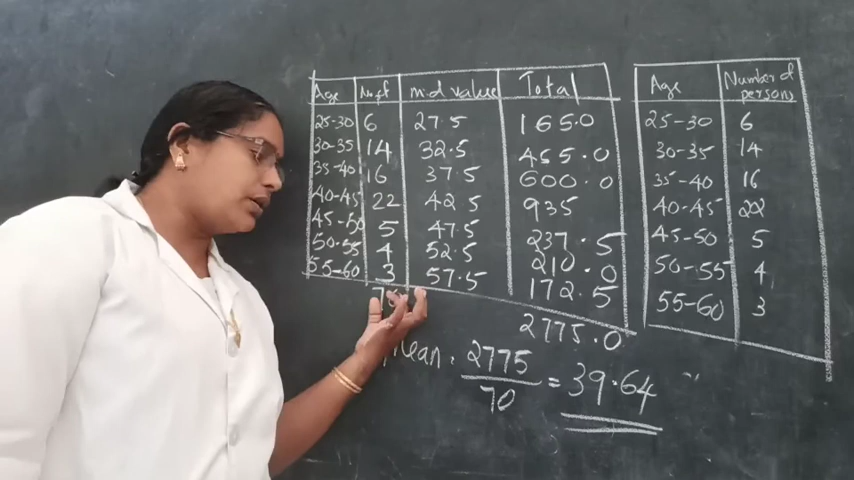 Age No.f mid value Total
25-30 6 27.5 165.0
30-35 14 32.5 455.0
35-40 16 37.5 600.0
40-45 22 42.5 935
45-50 5 47.5 237.5
50-55 4 52.5 210.0
55-60 3 57.5 172.5
2775.0
Mean = 2775
70
= 39.64
Age Number of persons
25-30 6
30-35 14
35-40 16
40-45 22
45-50 5
50-55 4
55-60 3